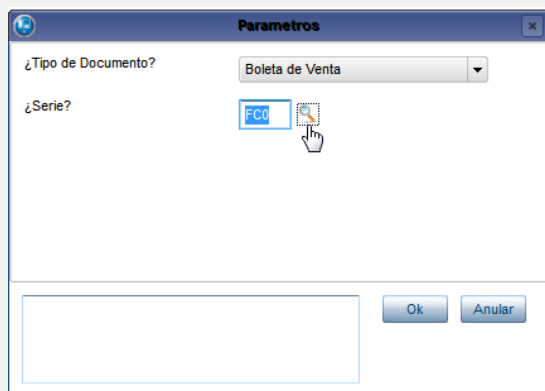 Parametros
¿Tipo de Documento?
Boleta de Venta
¿Serie?
FC0
Ok
Anular